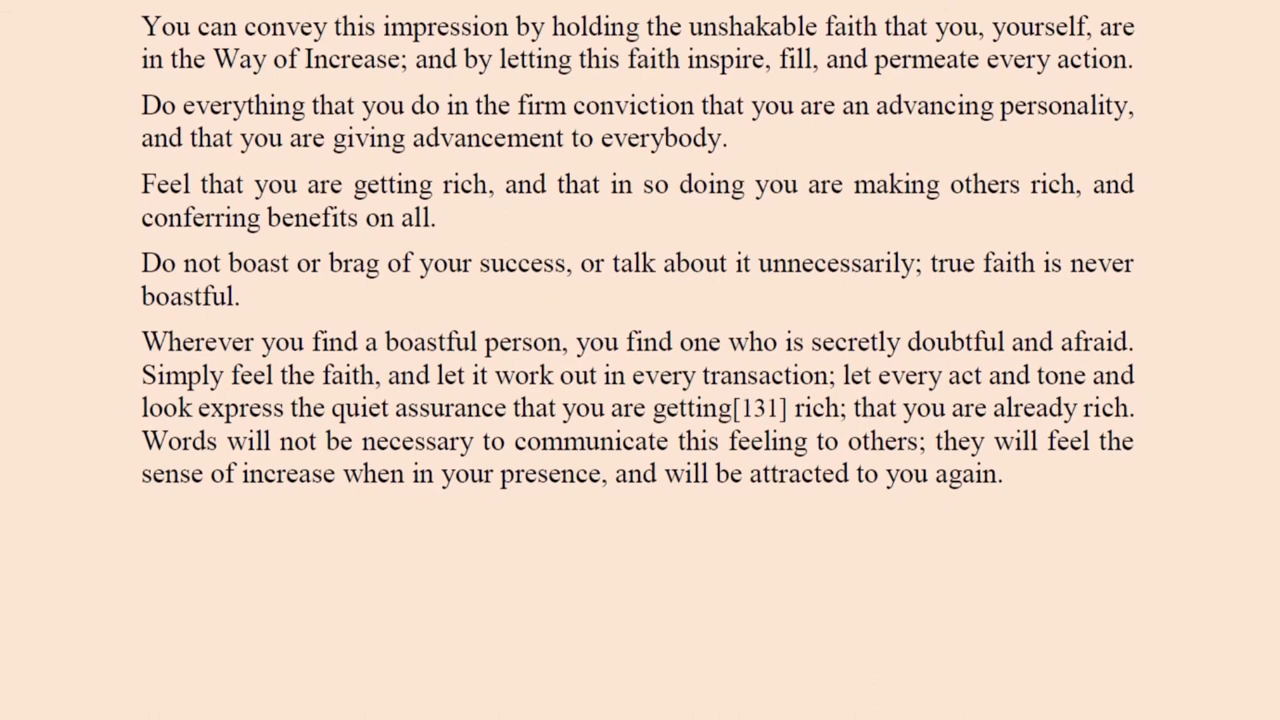 You can convey this impression by holding the unshakable faith that you, yourself, are
in the Way of Increase; and by letting this faith inspire, fill, and permeate every action.
Do everything that you do in the firm conviction that you are an advancing personality,
and that you are giving advancement to everybody.
Feel that you are getting rich, and that in so doing you are making others rich, and
conferring benefits on all.
Do not boast or brag of your success, or talk about it unnecessarily; true faith is never
boastful.
Wherever you find a boastful person, you find one who is secretly doubtful and afraid.
Simply feel the faith, and let it work out in every transaction; let every act and tone and
look express the quiet assurance that you are getting[131] rich; that you are already rich.
Words will not be necessary to communicate this feeling to others; they will feel the
sense of increase when in your presence, and will be attracted to you again.